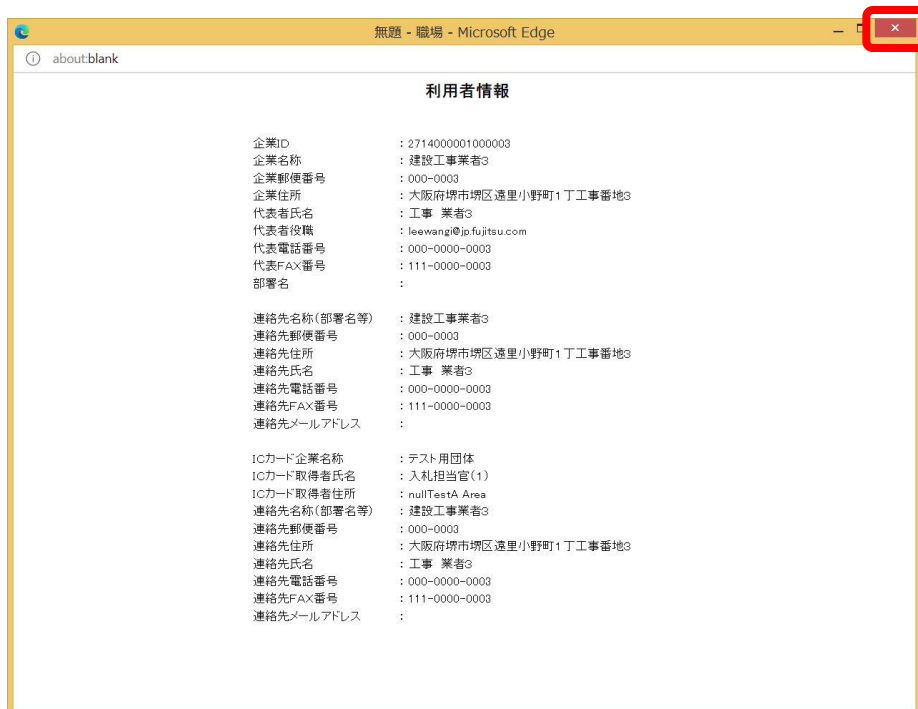 無題 - 職場 - Microsoft Edge
about:blank
利用者情報
企業ID : 2714000001000003
企業名称 : 建設工事業者3
企業郵便番号 : 000-0003
企業住所 : 大阪府堺市堺区遠里小野町1丁工事番地3
代表者氏名 : 工事 業者3
代表者役職 : leewangi@jp.fujitsu.com
代表電話番号 : 000-0000-0003
代表FAX番号 : 111-0000-0003
部署名 :
連絡先名称(部署名等) : 建設工事業者3
連絡先郵便番号 : 000-0003
連絡先住所 : 大阪府堺市堺区遠里小野町1丁工事番地3
連絡先氏名 : 工事 業者3
連絡先電話番号 : 000-0000-0003
連絡先FAX番号 : 111-0000-0003
連絡先メールアドレス :
ICカード企業名称 : テスト用団体
ICカード取得者氏名 : 入札担当官(1)
ICカード取得者住所 : nullTestA Area
連絡先名称(部署名等) : 建設工事業者3
連絡先郵便番号 : 000-0003
連絡先住所 : 大阪府堺市堺区遠里小野町1丁工事番地3
連絡先氏名 : 工事 業者3
連絡先電話番号 : 000-0000-0003
連絡先FAX番号 : 111-0000-0003
連絡先メールアドレス :